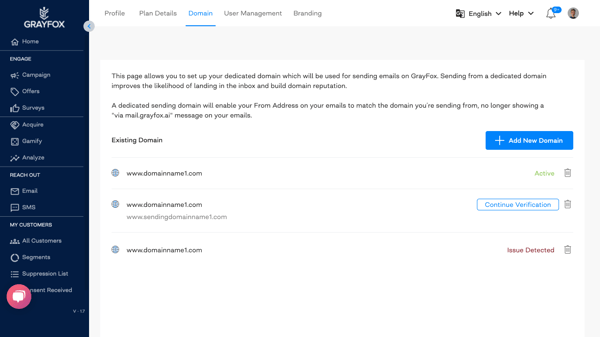 GRAYFOX
Home
ENGAGE
Campaign
Offers
Surveys
Acquire
Gamify
Analyze
REACH OUT
Email
SMS
MY CUSTOMERS
All Customers
Segments
Suppression List
nsent Received
V - 1.7
Profile
Plan Details
Domain
User Management
Branding
English
Help
9+
This page allows you to set up your dedicated domain which will be used for sending emails on GrayFox. Sending from a dedicated domain
improves the likelihood of landing in the inbox and build domain reputation.
A dedicated sending domain will enable your From Address on your emails to match the domain you're sending from, no longer showing a
“via mail.grayfox.ai” message on your emails.
Existing Domain
Add New Domain
www.domainname1.com
Active
www.domainname1.com
Continue Verification
www.sendingdomainname1.com
www.domainname1.com
Issue Detected